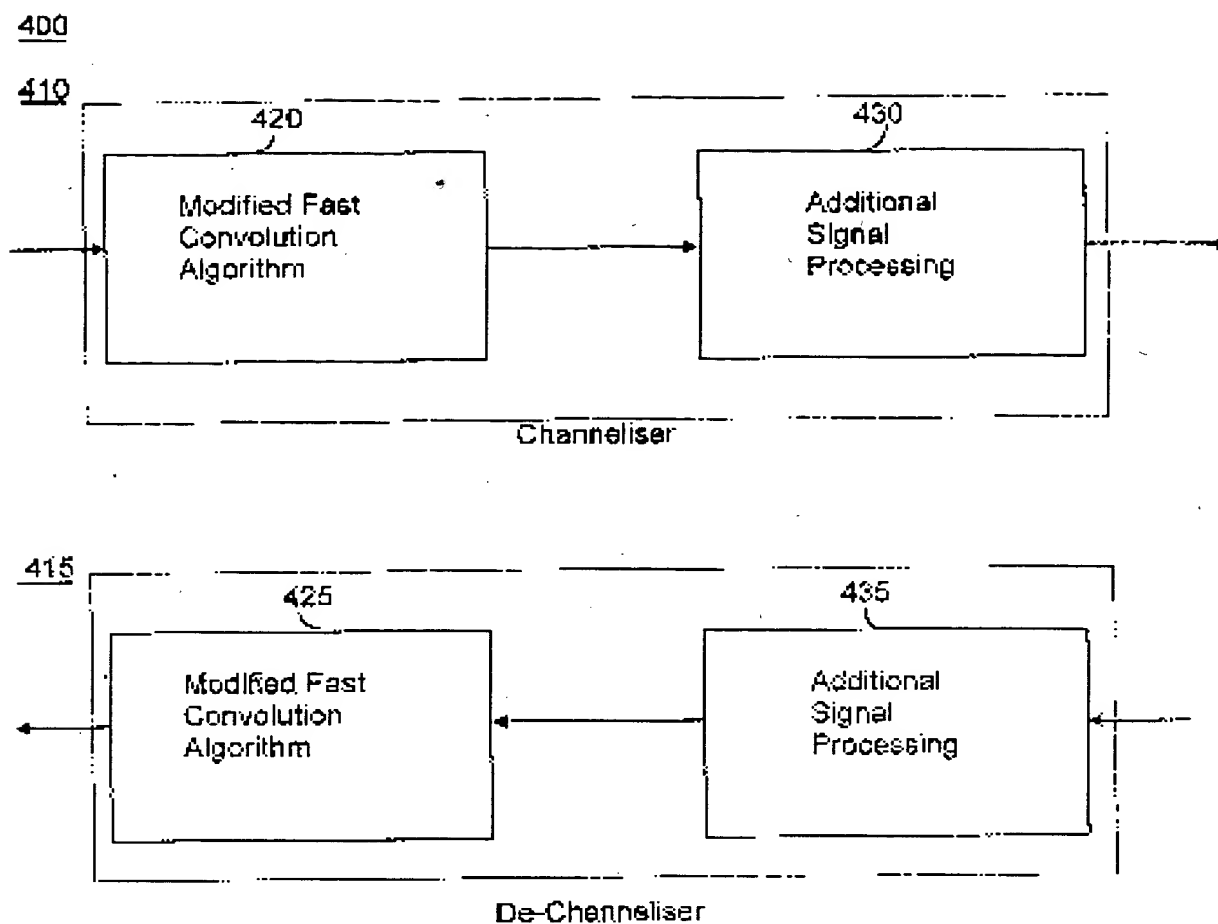 400
410
420
430
Modified Fast
Convolution
Algorithm
Additional
Signal
Processing
Channeliser
415
425
435
Modified Fast
Convolution
Algorithm
Additional
Signal
Processing
De-Channeliser